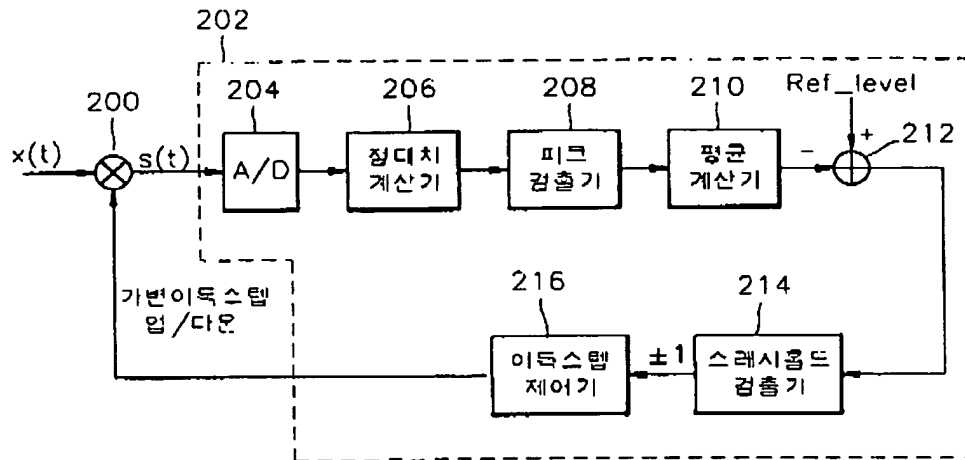 202
200
204
206
208
210
Ref_level
x(t)
s(t)
A/D
절대치
계산기
피크
검출기
평균
계산기
-
+
212
가변이득스텝
업/다운
216
이득스텝
제어기
±1
214
스레시홀드
검출기